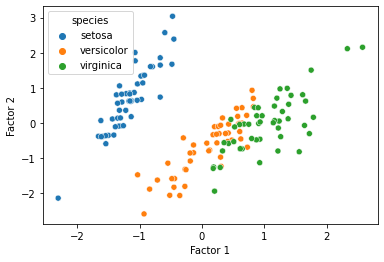 species
setosa
versicolor
virginica
3
2
1
0
−1
−2
Factor 2
−2
−1
0
1
2
Factor 1